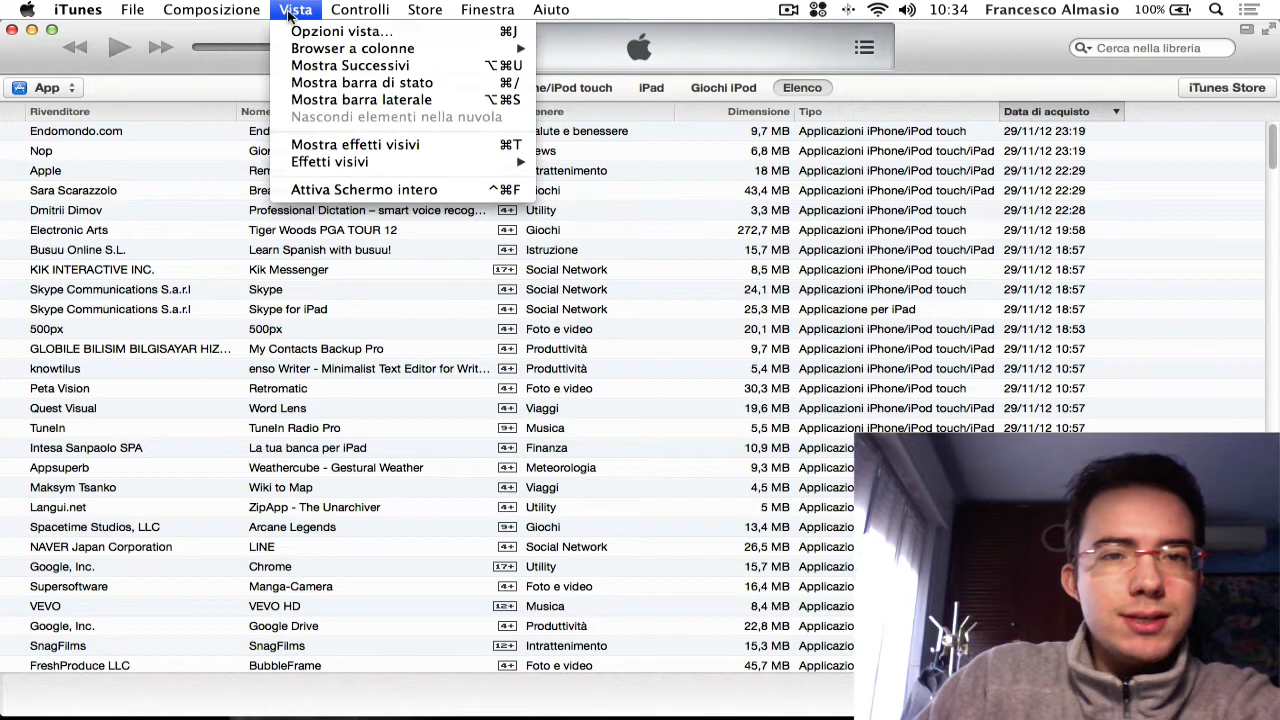 iTunes File Composizione Vista Controlli Store Finestra Aiuto 10:34 Francesco Almasio 100%
Opzioni vista... ⌘J
Browser a colonne
Mostra Successivi ⌥⌘U
Mostra barra di stato ⌘/
Mostra barra laterale ⌥⌘S
Nascondi elementi nella nuvola
Mostra effetti visivi ⌘T
Effetti visivi
Attiva Schermo intero ^⌘F
Cerca nella libreria
App ne/iPod touch iPad Giochi iPod Elenco iTunes Store
Rivenditore Nome enere Dimensione Tipo Data di acquisto
Endomondo.com End alute e benessere 9,7 MB Applicazioni iPhone/iPod touch 29/11/12 23:19
Nop Gior ews 6,8 MB Applicazioni iPhone/iPod touch 29/11/12 23:19
Apple Rem trattenimento 18 MB Applicazioni iPhone/iPod touch 29/11/12 22:29
Sara Scarazzolo Brea iochi 43,4 MB Applicazioni iPhone/iPod touch 29/11/12 22:29
Dmitrii Dimov Professional Dictation – smart voice recog... 4+ Utility 3,3 MB Applicazioni iPhone/iPod touch 29/11/12 22:28
Electronic Arts Tiger Woods PGA TOUR 12 4+ Giochi 272,7 MB Applicazioni iPhone/iPod touch 29/11/12 19:58
Busuu Online S.L. Learn Spanish with busuu! 4+ Istruzione 15,7 MB Applicazioni iPhone/iPod touch 29/11/12 18:57
KIK INTERACTIVE INC. Kik Messenger 17+ Social Network 8,5 MB Applicazioni iPhone/iPod touch 29/11/12 18:57
Skype Communications S.a.r.l Skype 4+ Social Network 24,1 MB Applicazioni iPhone/iPod touch 29/11/12 18:57
Skype Communications S.a.r.l Skype for iPad 4+ Social Network 25,3 MB Applicazione per iPad 29/11/12 18:57
500px 500px 4+ Foto e video 20,1 MB Applicazioni iPhone/iPod touch/iPad 29/11/12 18:53
GLOBILE BILISIM BILGISAYAR HIZ... My Contacts Backup Pro 4+ Produttività 9,7 MB Applicazioni iPhone/iPod touch/iPad 29/11/12 10:57
knowtilus enso Writer - Minimalist Text Editor for Writ... 4+ Produttività 5,4 MB Applicazioni iPhone/iPod touch/iPad 29/11/12 10:57
Peta Vision Retromatic 4+ Foto e video 30,3 MB Applicazioni iPhone/iPod touch 29/11/12 10:57
Quest Visual Word Lens 4+ Viaggi 19,6 MB Applicazioni iPhone/iPod touch/iPad 29/11/12 10:57
TuneIn TuneIn Radio Pro 9+ Musica 5,5 MB Applicazioni iPhone/iPod touch/iPad 29/11/12 10:57
Intesa Sanpaolo SPA La tua banca per iPad 4+ Finanza 10,9 MB
Appsuperb Weathercube - Gestural Weather 4+ Meteorologia 9,3 MB
Maksym Tsanko Wiki to Map 4+ Viaggi 4,5 MB
Langui.net ZipApp - The Unarchiver 4+ Utility 5 MB
Spacetime Studios, LLC Arcane Legends 9+ Giochi 13,4 MB
NAVER Japan Corporation LINE 4+ Social Network 26,5 MB
Google, Inc. Chrome 17+ Utility 15,7 MB
Supersoftware Manga-Camera 4+ Foto e video 16,4 MB
VEVO VEVO HD 12+ Musica 8,4 MB
Google, Inc. Google Drive 4+ Produttività 22,8 MB
SnagFilms SnagFilms 12+ Intrattenimento 15,3 MB
FreshProduce LLC BubbleFrame 4+ Foto e video 45,7 MB